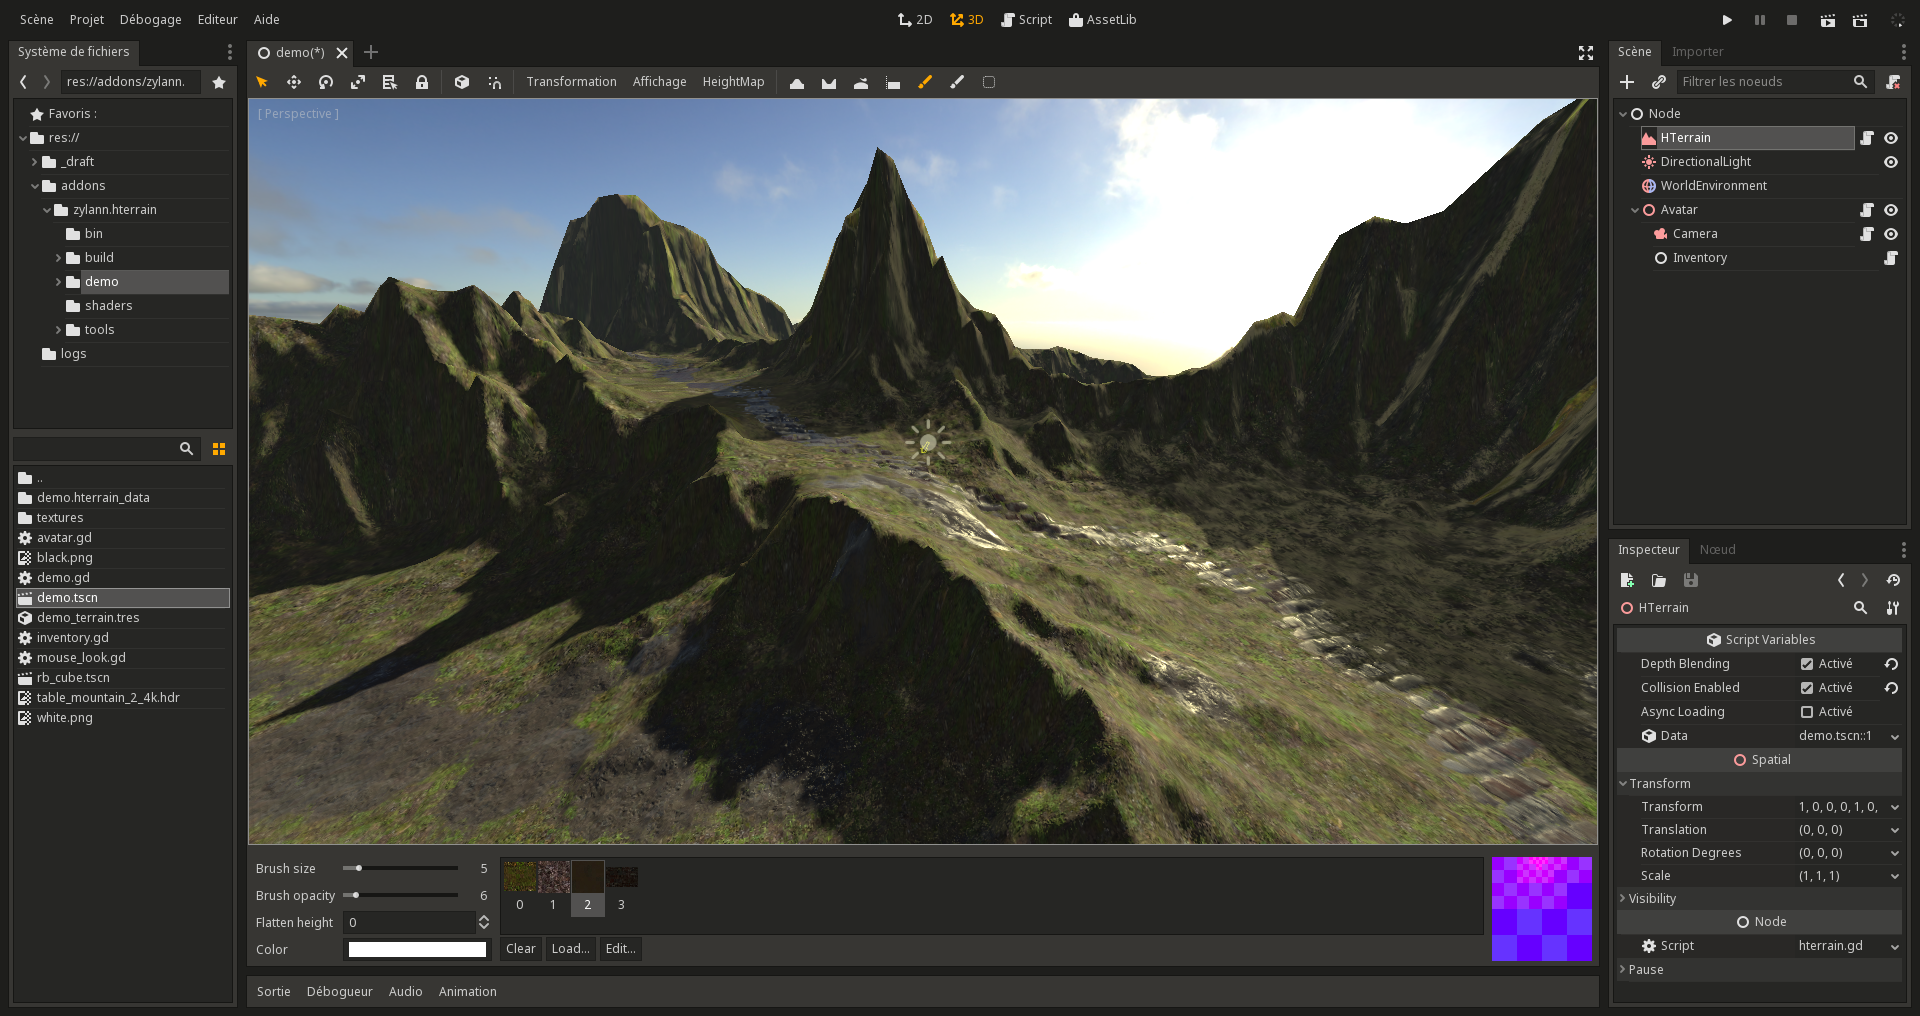 Scène Projet Débogage Editeur Aide
2D 3D Script AssetLib
Système de fichiers
res://addons/zylann.
Favoris :
res://
_draft
addons
zylann.hterrain
bin
build
demo
shaders
tools
logs
..
demo.hterrain_data
textures
avatar.gd
black.png
demo.gd
demo.tscn
demo_terrain.tres
inventory.gd
mouse_look.gd
rb_cube.tscn
table_mountain_2_4k.hdr
white.png
demo(*)
Transformation Affichage HeightMap
[ Perspective ]
Brush size 5
Brush opacity 6
Flatten height 0
Color
0 1 2 3
Clear Load... Edit...
Sortie Débogueur Audio Animation
Scène Importer
Filtrer les noeuds
Node
HTerrain
DirectionalLight
WorldEnvironment
Avatar
Camera
Inventory
Inspecteur Nœud
HTerrain
Script Variables
Depth Blending Activé
Collision Enabled Activé
Async Loading Activé
Data demo.tscn::1
Spatial
Transform
Transform 1, 0, 0, 0, 1, 0,
Translation (0, 0, 0)
Rotation Degrees (0, 0, 0)
Scale (1, 1, 1)
Visibility
Node
Script hterrain.gd
Pause